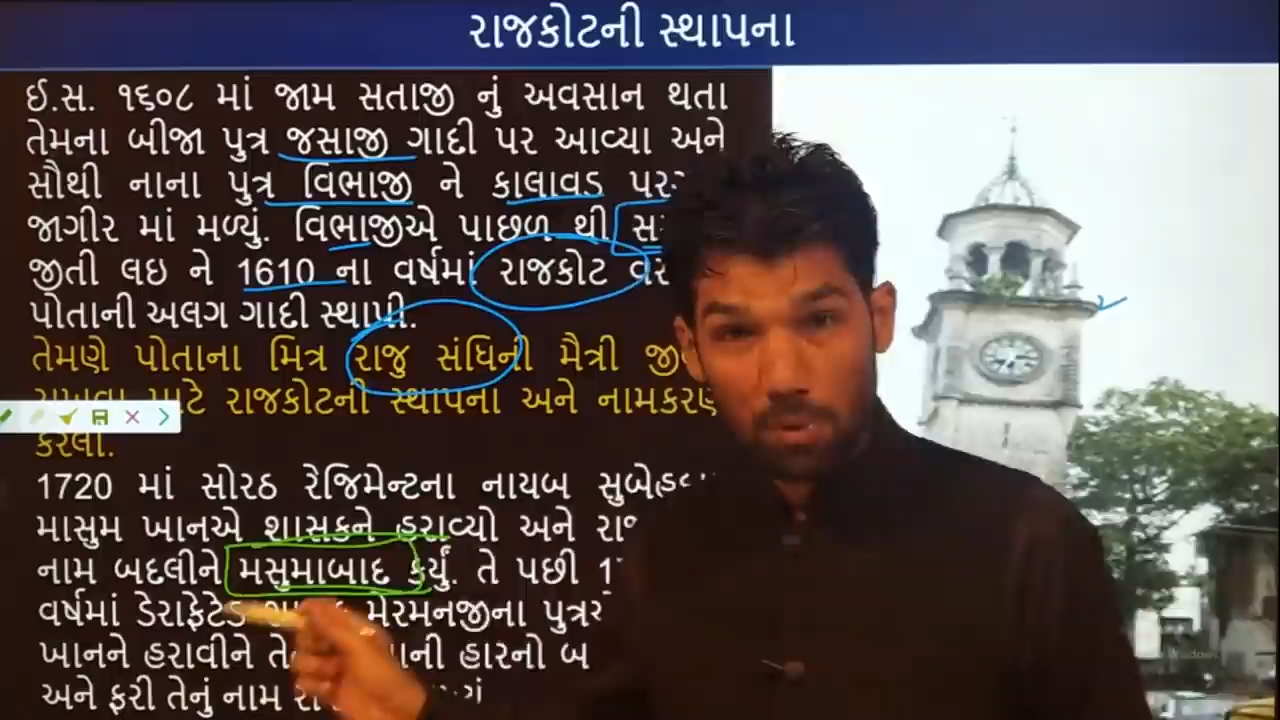 રાજકોટની સ્થાપના
ઈ.સ. ૧૬૦૮ માં જામ સતાજી નું અવસાન થતા
તેમના બીજા પુત્ર જસાજી ગાદી પર આવ્યા અને
સૌથી નાના પુત્ર વિભાજી ને કાલાવડ
જાગીર માં મળ્યું. વિભાજીએ પાછળ થી
જીતી લઇ ને 1610 ના વર્ષમાં રાજકોટ
પોતાની અલગ ગાદી સ્થાપી.
તેમણે પોતાના મિત્ર રાજુ સંધિની મૈત્રી
રાજકોટની સ્થાપના અને નામકરણ
કરેલા.
1720 માં સોરઠ રેજિમેન્ટના નાયબ
માસુમ ખાનએ શાસકને હરાવ્યો અને
નામ બદલીને મસુમાબાદ કર્યું. તે પછી
વર્ષમાં ડેરાફેટેડ મેરમનજીના
ખાનને હરાવીને હારનો
અને ફરી તેનું નામ